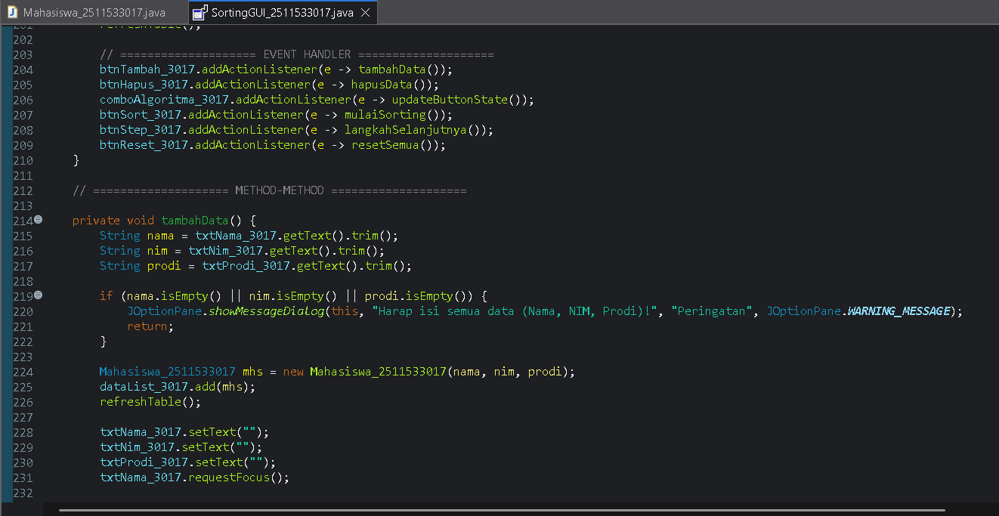 Mahasiswa_2511533017.java
SortingGUI_2511533017.java
201 refreshTable();
202
203 // ==================== EVENT HANDLER ====================
204 btnTambah_3017.addActionListener(e -> tambahData());
205 btnHapus_3017.addActionListener(e -> hapusData());
206 comboAlgoritma_3017.addActionListener(e -> updateButtonState());
207 btnSort_3017.addActionListener(e -> mulaiSorting());
208 btnStep_3017.addActionListener(e -> langkahSelanjutnya());
209 btnReset_3017.addActionListener(e -> resetSemua());
210 }
211
212 // ==================== METHOD-METHOD ====================
213
214 private void tambahData() {
215 String nama = txtNama_3017.getText().trim();
216 String nim = txtNim_3017.getText().trim();
217 String prodi = txtProdi_3017.getText().trim();
218
219 if (nama.isEmpty() || nim.isEmpty() || prodi.isEmpty()) {
220 JOptionPane.showMessageDialog(this, "Harap isi semua data (Nama, NIM, Prodi)!", "Peringatan", JOptionPane.WARNING_MESSAGE);
221 return;
222 }
223
224 Mahasiswa_2511533017 mhs = new Mahasiswa_2511533017(nama, nim, prodi);
225 dataList_3017.add(mhs);
226 refreshTable();
227
228 txtNama_3017.setText("");
229 txtNim_3017.setText("");
230 txtProdi_3017.setText("");
231 txtNama_3017.requestFocus();
232